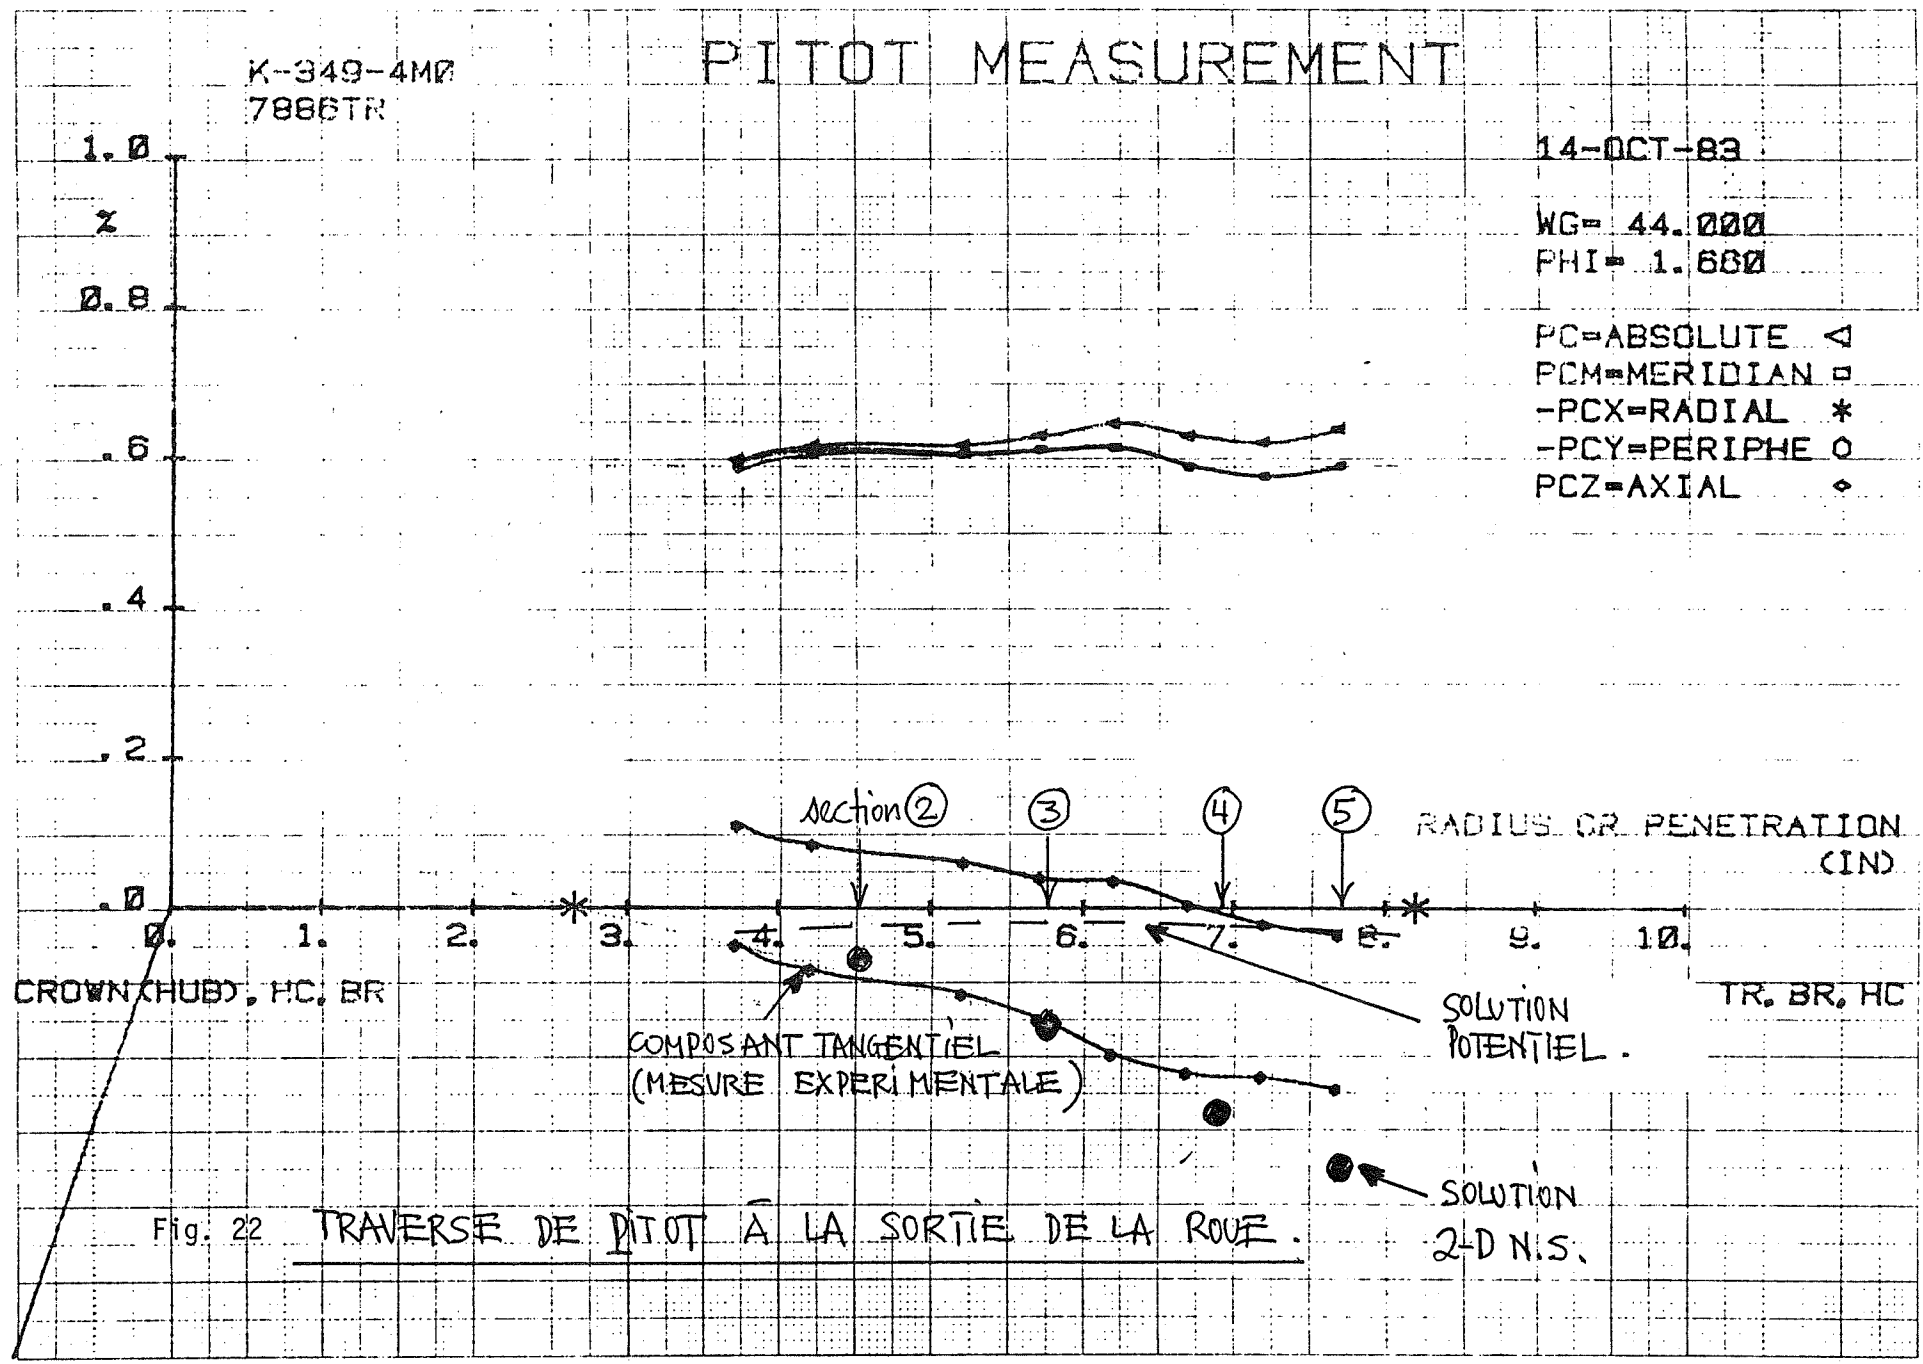 PITOT MEASUREMENT
K-349-4MØ
7886TR
14-OCT-83
WG= 44.000
PHI= 1.660
PC=ABSOLUTE
PCM=MERIDIAN
-PCX=RADIAL
-PCY=PERIPHE
PCZ=AXIAL
1.0
%
0.8
.6
.4
.2
.0
section 2
3
4
5
RADIUS OR PENETRATION
(IN)
0. 1. 2. 3. 4. 5. 6. 7. 8. 9. 10.
CROWN(HUB), HC, BR
TR. BR. HC
COMPOSANT TANGENTIEL
(MESURE EXPERIMENTALE)
SOLUTION
POTENTIEL.
SOLUTION
2-D N.S.
Fig. 22 TRAVERSE DE PITOT À LA SORTIE DE LA ROUE.